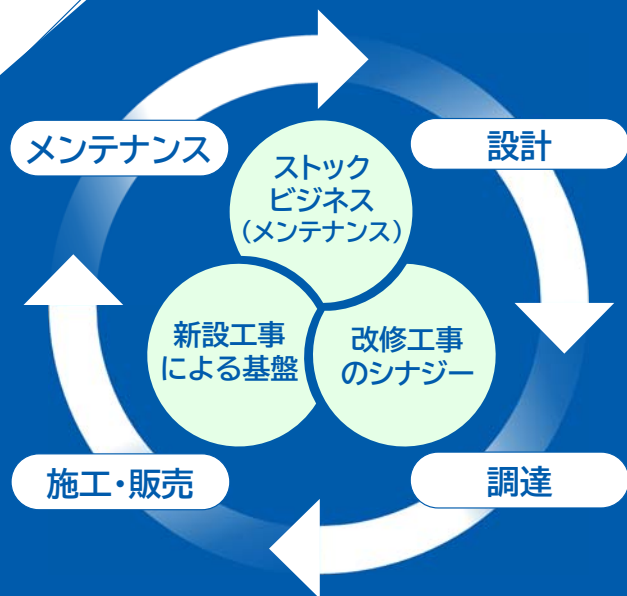 メンテナンス
設計
ストック
ビジネス
(メンテナンス)
新設工事
による基盤
改修工事
のシナジー
施工・販売
調達